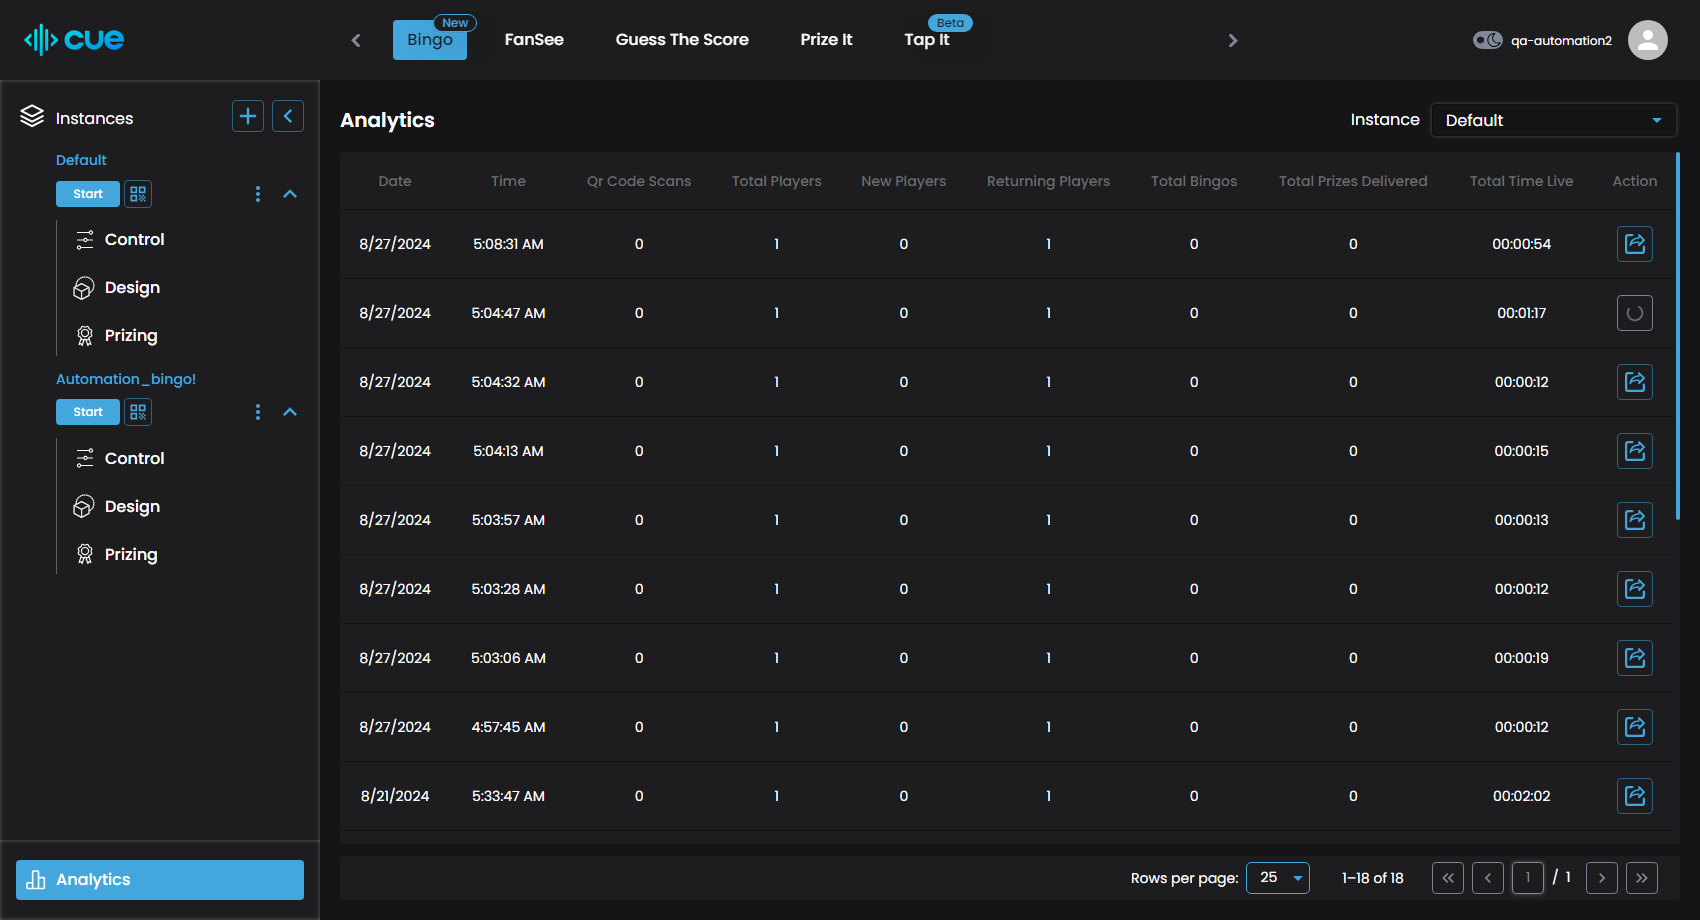 cue
Bingo New FanSee Guess The Score Prize It Tap It Beta
qa-automation2
Instances
Default
Start
Control
Design
Prizing
Automation_bingo!
Start
Control
Design
Prizing
Analytics
Analytics
Instance Default
Date Time Qr Code Scans Total Players New Players Returning Players Total Bingos Total Prizes Delivered Total Time Live Action
8/27/2024 5:08:31 AM 0 1 0 1 0 0 00:00:54
8/27/2024 5:04:47 AM 0 1 0 1 0 0 00:01:17
8/27/2024 5:04:32 AM 0 1 0 1 0 0 00:00:12
8/27/2024 5:04:13 AM 0 1 0 1 0 0 00:00:15
8/27/2024 5:03:57 AM 0 1 0 1 0 0 00:00:13
8/27/2024 5:03:28 AM 0 1 0 1 0 0 00:00:12
8/27/2024 5:03:06 AM 0 1 0 1 0 0 00:00:19
8/27/2024 4:57:45 AM 0 1 0 1 0 0 00:00:12
8/21/2024 5:33:47 AM 0 1 0 1 0 0 00:02:02
Rows per page: 25 1–18 of 18 1 / 1